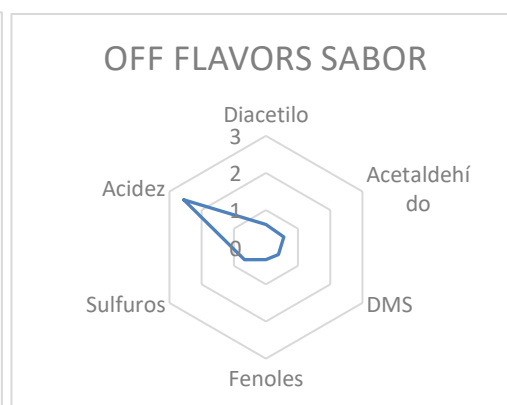 OFF FLAVORS SABOR
Diacetilo
3
2
1
0
Acetaldehí
do
DMS
Fenoles
Sulfuros
Acidez